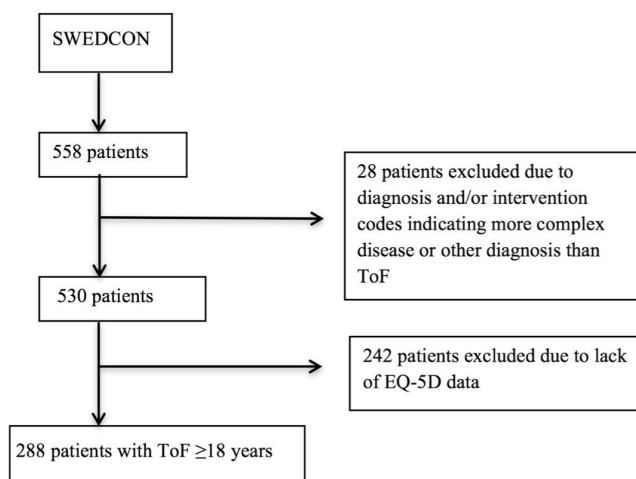 SWEDCON
558 patients
28 patients excluded due to
diagnosis and/or intervention
codes indicating more complex
disease or other diagnosis than
ToF
530 patients
242 patients excluded due to lack
of EQ-5D data
288 patients with ToF ≥18 years